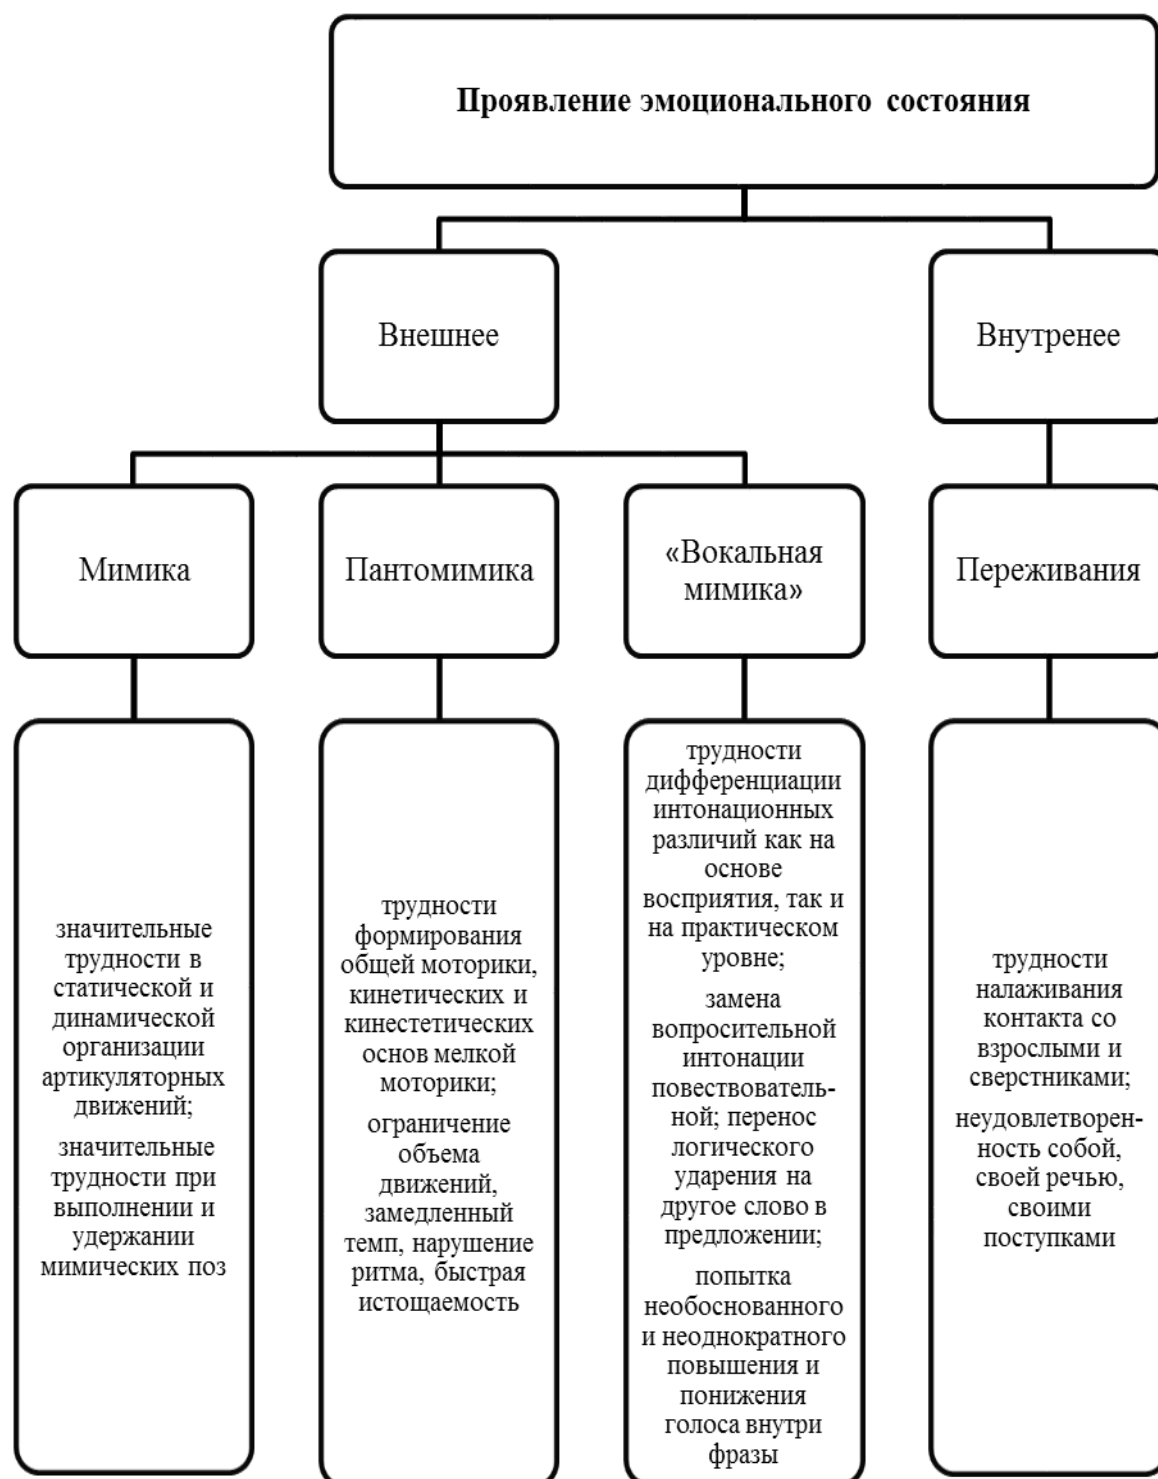 Проявление эмоционального состояния
Внешнее
Внутренее
Мимика
Пантомимика
«Вокальная
мимика»
Переживания
значительные
трудности в
статической и
динамической
организации
артикуляторных
движений;
значительные
трудности при
выполнении и
удержании
мимических поз
трудности
формирования
общей моторики,
кинетических и
кинестетических
основ мелкой
моторики;
ограничение
объема
движений,
замедленный
темп, нарушение
ритма, быстрая
истощаемость
трудности
дифференциации
интонационных
различий как на
основе
восприятия, так и
на практическом
уровне;
замена
вопросительной
интонации
повествователь-
ной; перенос
логического
ударения на
другое слово в
предложении;
попытка
необоснованного
и неоднократного
повышения и
понижения
голоса внутри
фразы
трудности
налаживания
контакта со
взрослыми и
сверстниками;
неудовлетворен-
ность собой,
своей речью,
своими
поступками